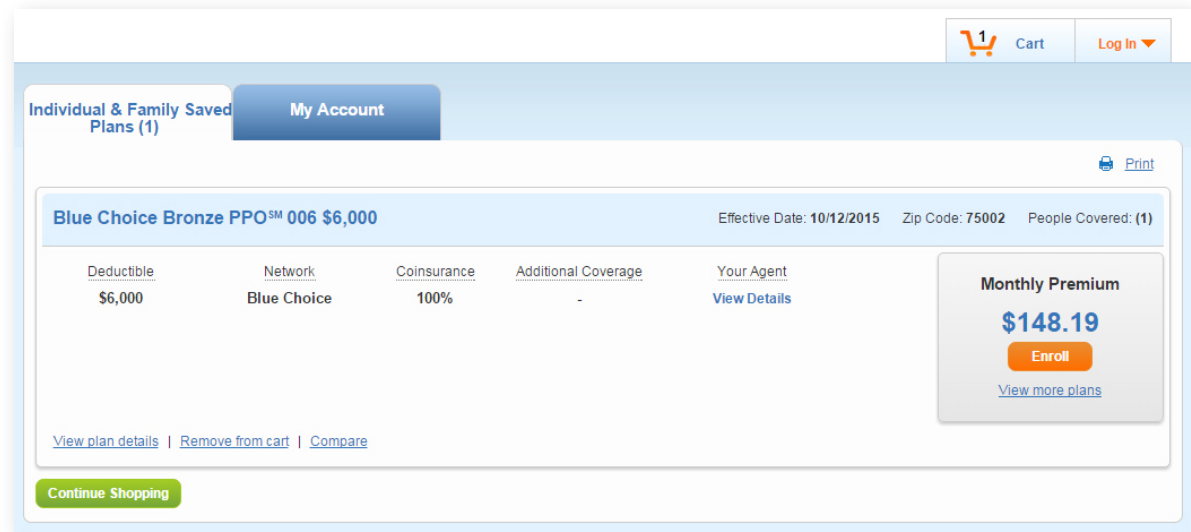 1 Cart Log In
Individual & Family Saved
Plans (1)
My Account
Print
Blue Choice Bronze PPO℠ 006 $6,000
Effective Date: 10/12/2015 Zip Code: 75002 People Covered: (1)
Deductible Network Coinsurance Additional Coverage Your Agent
$6,000 Blue Choice 100% - View Details
Monthly Premium
$148.19
Enroll
View more plans
View plan details | Remove from cart | Compare
Continue Shopping